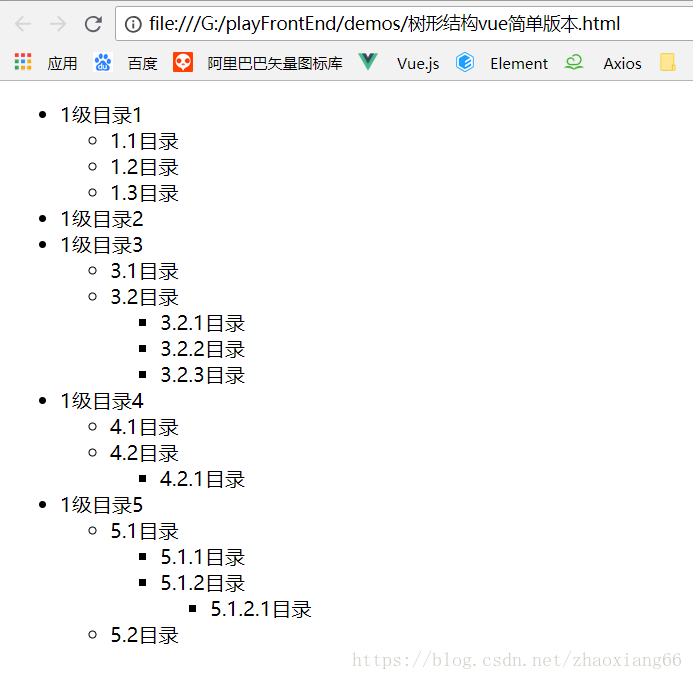 file:///G:/playFrontEnd/demos/树形结构vue简单版本.html
应用 百度 阿里巴巴矢量图标库 Vue.js Element Axios
1级目录1
1.1目录
1.2目录
1.3目录
1级目录2
1级目录3
3.1目录
3.2目录
3.2.1目录
3.2.2目录
3.2.3目录
1级目录4
4.1目录
4.2目录
4.2.1目录
1级目录5
5.1目录
5.1.1目录
5.1.2目录
5.1.2.1目录
5.2目录
https://blog.csdn.net/zhaoxiang66